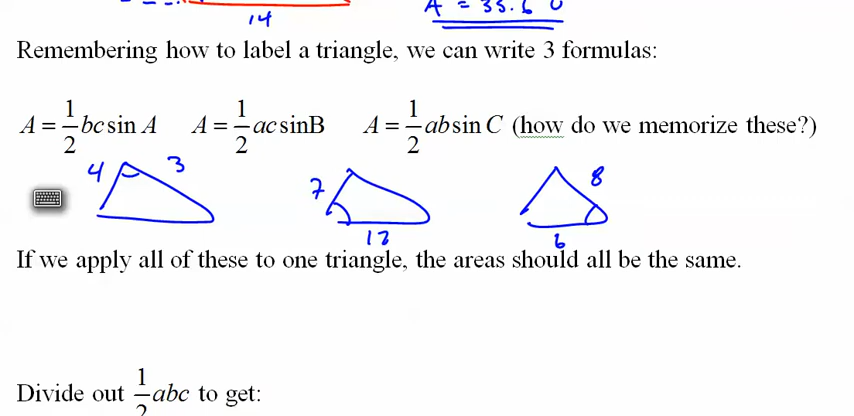 14
A = 35.6
Remembering how to label a triangle, we can write 3 formulas:
A = 1/2 bc sin A A = 1/2 ac sinB A = 1/2 ab sin C (how do we memorize these?)
4 3 7 8
12 6
If we apply all of these to one triangle, the areas should all be the same.
Divide out 1/2 abc to get: